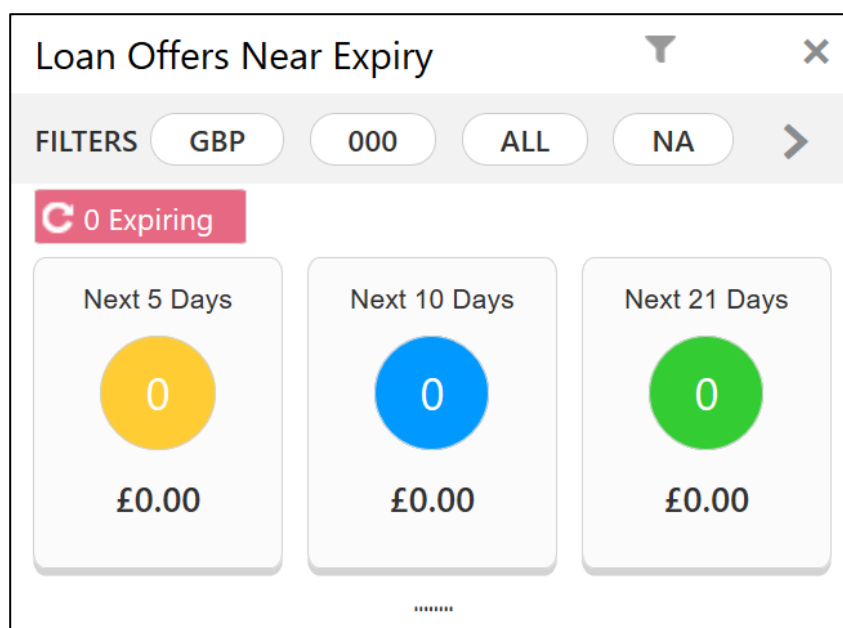 Loan Offers Near Expiry
FILTERS GBP 000 ALL NA
0 Expiring
Next 5 Days Next 10 Days Next 21 Days
0 0 0
£0.00 £0.00 £0.00